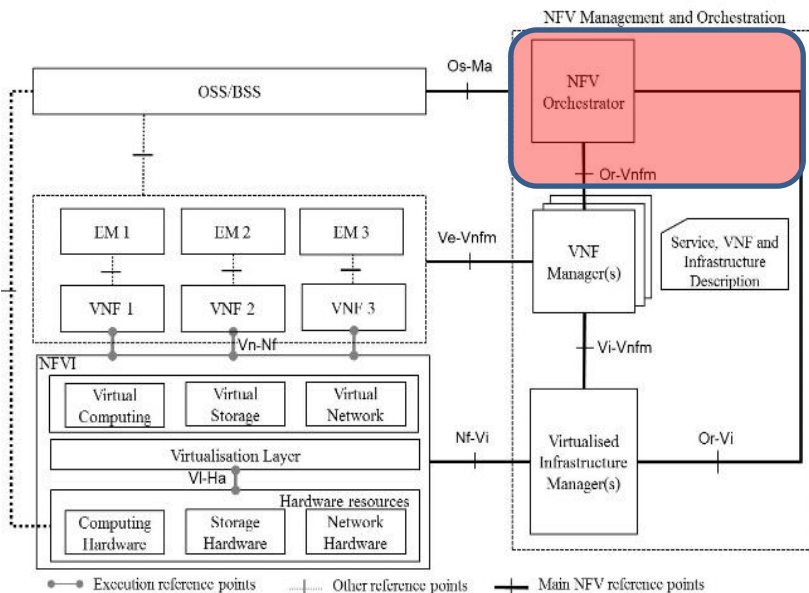 NFV Management and Orchestration
Os-Ma
OSS/BSS
NFV
Orchestrator
Or-Vnfm
EM 1
EM 2
EM 3
Ve-Vnfm
VNF
Manager(s)
Service, VNF and
Infrastructure
Description
VNF 1
VNF 2
VNF 3
Vn-Nf
Vi-Vnfm
NFVI
Virtual
Computing
Virtual
Storage
Virtual
Network
Nf-Vi
Virtualised
Infrastructure
Manager(s)
Or-Vi
Virtualisation Layer
Vl-Ha
Hardware resources
Computing
Hardware
Storage
Hardware
Network
Hardware
Execution reference points
Other reference points
Main NFV reference points